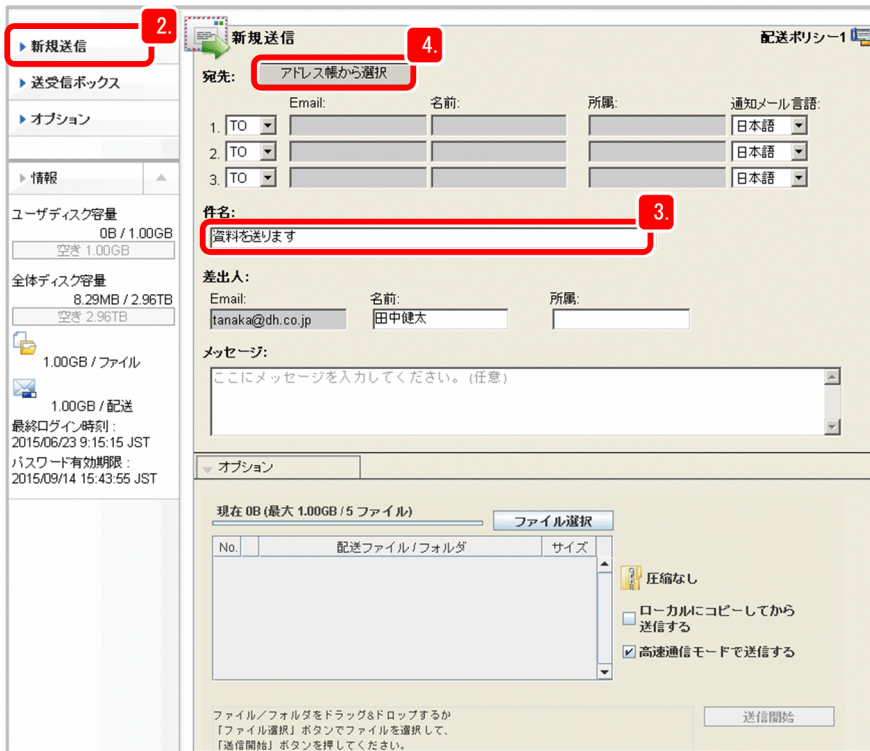 2.
新規送信
送受信ボックス
オプション
情報
ユーザディスク容量
0B / 1.00GB
空き 1.00GB
全体ディスク容量
8.29MB / 2.96TB
空き 2.96TB
1.00GB / ファイル
1.00GB / 配送
最終ログイン時刻 :
2015/06/23 9:15:15 JST
パスワード有効期限 :
2015/09/14 15:43:55 JST
新規送信
配送ポリシー1
4.
宛先:
アドレス帳から選択
Email: 名前: 所属: 通知メール言語:
1. TO 日本語
2. TO 日本語
3. TO 日本語
件名:
3.
資料を送ります
差出人:
Email: 名前: 所属:
tanaka@dh.co.jp 田中健太
メッセージ:
ここにメッセージを入力してください。(任意)
オプション
現在 0B (最大 1.00GB / 5 ファイル)
ファイル選択
No. 配送ファイル / フォルダ サイズ
圧縮なし
ローカルにコピーしてから
送信する
高速通信モードで送信する
ファイル／フォルダをドラッグ&ドロップするか
「ファイル選択」ボタンでファイルを選択して、
「送信開始」ボタンを押してください。
送信開始